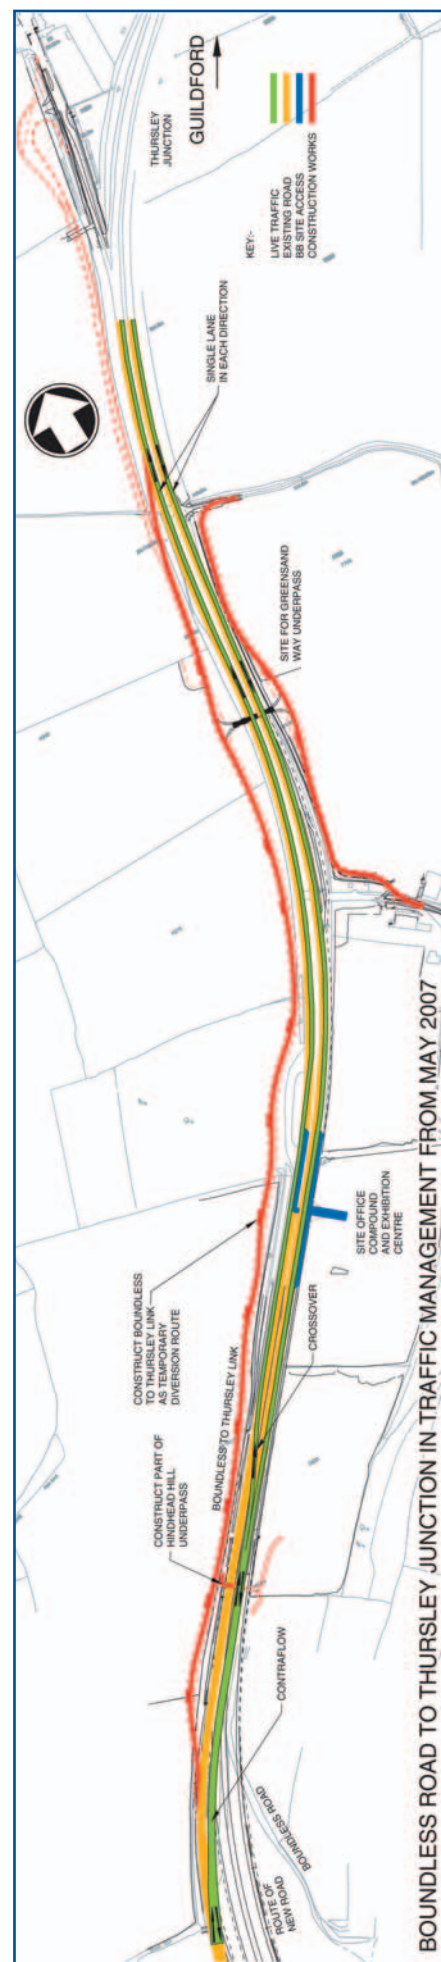 THURSLEY
JUNCTION
GUILDFORD
KEY:-
LIVE TRAFFIC
EXISTING ROAD
BB SITE ACCESS
CONSTRUCTION WORKS
SINGLE LANE
IN EACH DIRECTION
SITE FOR GREENSAND
WAY UNDERPASS
CONSTRUCT BOUNDLESS
TO THURSLEY LINK
AS TEMPORARY
DIVERSION ROUTE
SITE OFFICE
COMPOUND
AND EXHIBITION
CENTRE
CONSTRUCT PART OF
HINDHEAD HILL
UNDERPASS
BOUNDLESS TO THURSLEY LINK
CROSSOVER
CONTRAFLOW
BOUNDLESS ROAD
ROUTE OF
NEW ROAD
BOUNDLESS ROAD TO THURSLEY JUNCTION IN TRAFFIC MANAGEMENT FROM MAY 2007